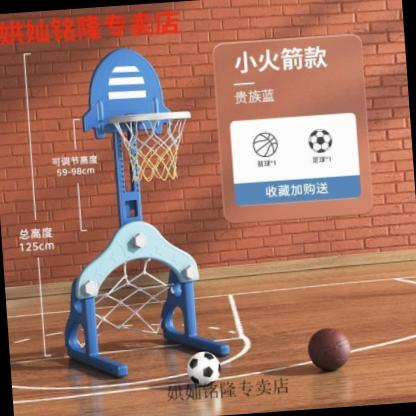 娂灿铭隆专卖店
小火箭款
贵族蓝
篮球*1
足球*1
收藏加购送
可调节高度
59-98cm
总高度
125cm
娂灿铭隆专卖店